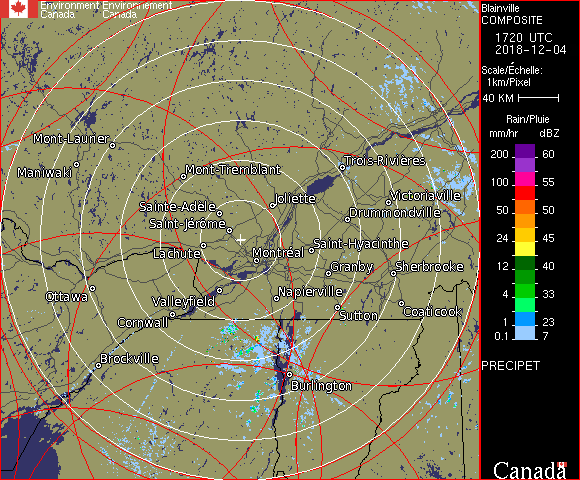 Environment Environnement
Canada Canada
Blainville
COMPOSITE
1720 UTC
2018-12-04
Scale/Échelle:
1km/Pixel
40 KM
Rain/Pluie
mm/hr dBZ
200 60
100 55
50 50
24 45
12 40
4 33
1 23
0.1 7
PRECIPET
Canada
Mont-Laurier
Maniwaki
Mont-Tremblant
Trois-Rivières
Sainte-Adèle
Joliette
Victoriaville
Saint-Jérôme
Drummondville
Lachute
Montréal
Saint-Hyacinthe
Granby
Sherbrooke
Ottawa
Valleyfield
Napierville
Cornwall
Sutton
Coaticook
Brockville
Burlington